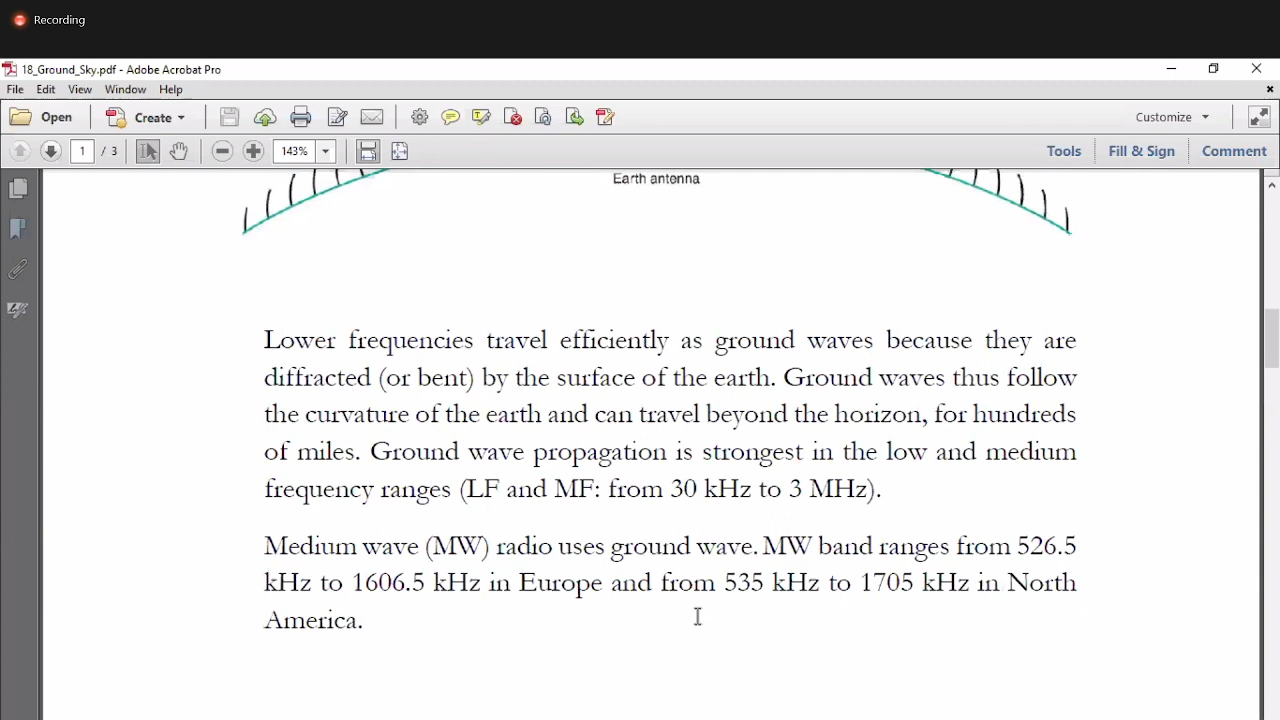 Recording
18_Ground_Sky.pdf - Adobe Acrobat Pro
File Edit View Window Help
Open Create Customize
1 / 3 143% Tools Fill & Sign Comment
Earth antenna
Lower frequencies travel efficiently as ground waves because they are
diffracted (or bent) by the surface of the earth. Ground waves thus follow
the curvature of the earth and can travel beyond the horizon, for hundreds
of miles. Ground wave propagation is strongest in the low and medium
frequency ranges (LF and MF: from 30 kHz to 3 MHz).
Medium wave (MW) radio uses ground wave. MW band ranges from 526.5
kHz to 1606.5 kHz in Europe and from 535 kHz to 1705 kHz in North
America.